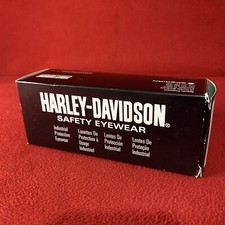 HARLEY-DAVIDSON®
SAFETY EYEWEAR
Industrial Protective Eyewear
Lunettes De Protective à Usage Industriel
Lentes De Protección Industrial
Lentes De Proteção Industrial